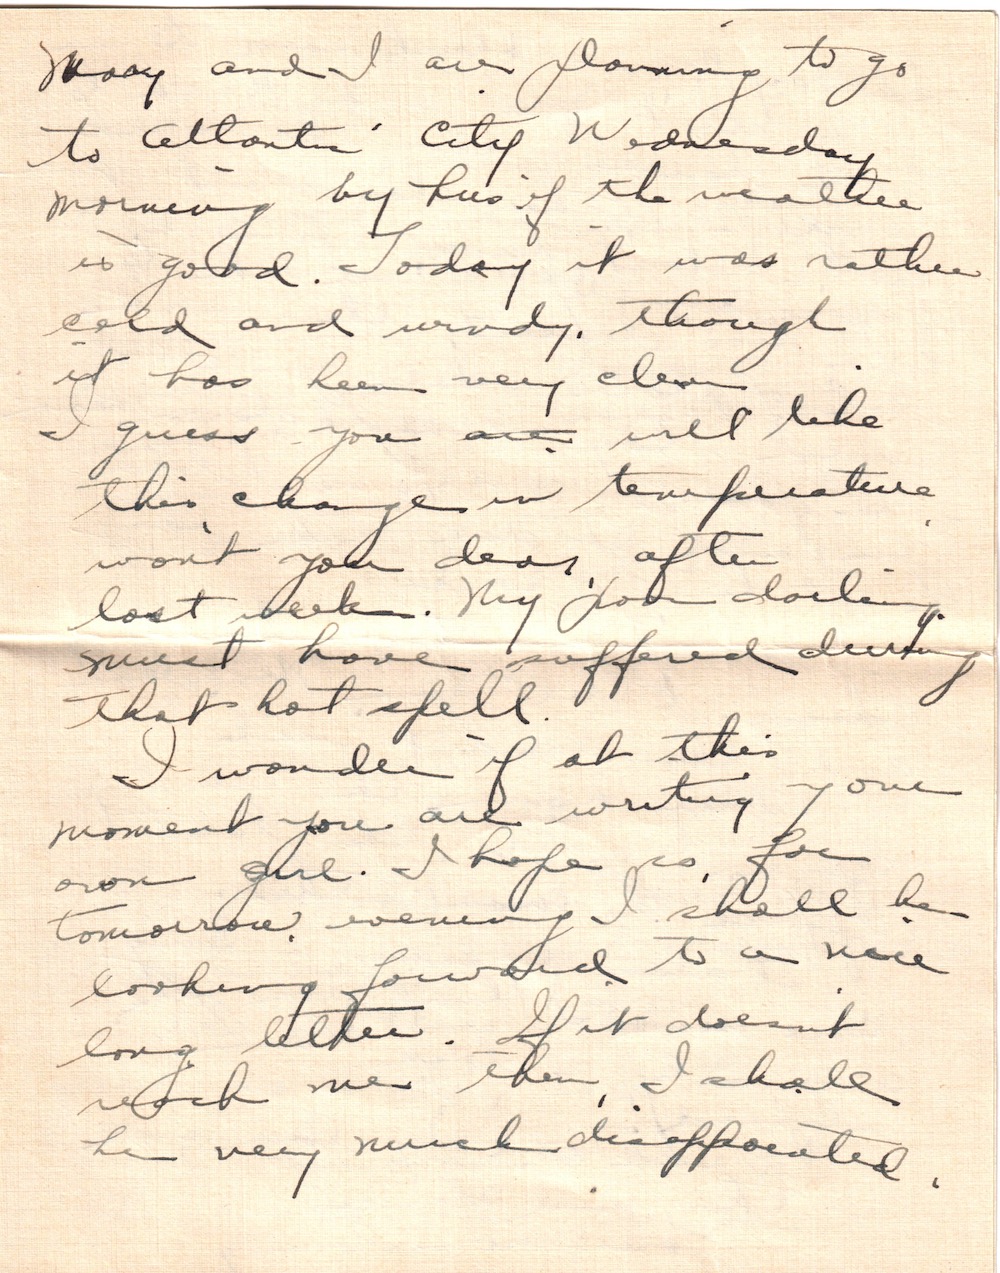 Mary and I are planning to go
to Atlantic City Wednesday
morning by bus if the weather
is good. Today it was rather
cold and windy, though
it has been very clear
I guess you are will like
this change in temperature
won't you dear, after
last week. My poor darling
must have suffered during
that hot spell.
I wonder if at this
moment you are writing your
own girl. I hope so, for
tomorrow evening I shall be
looking forward to a nice
long letter. If it doesn't
reach me then, I shall
be very much disappointed.